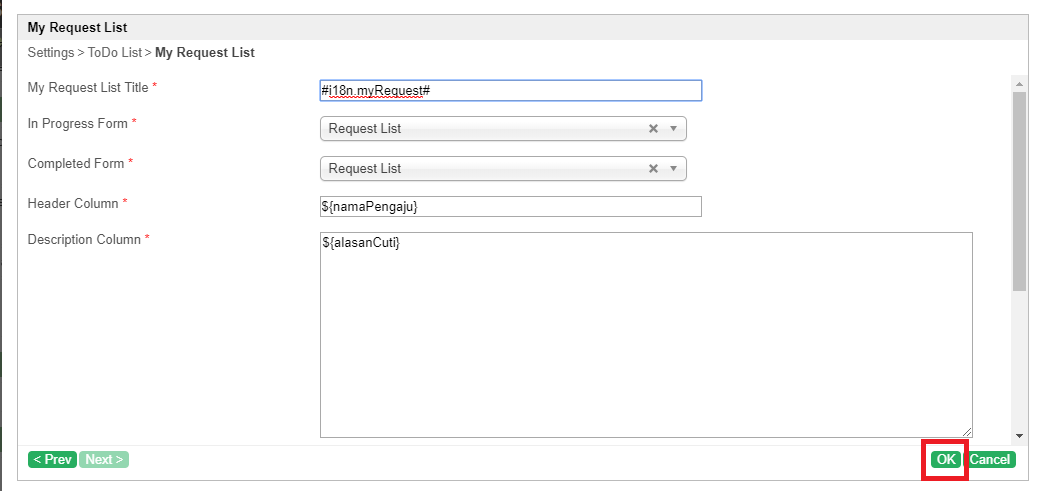 My Request List
Settings > ToDo List > My Request List
My Request List Title * #i18n.myRequest#
In Progress Form * Request List
Completed Form * Request List
Header Column * ${namaPengaju}
Description Column * ${alasanCuti}
< Prev Next > OK Cancel